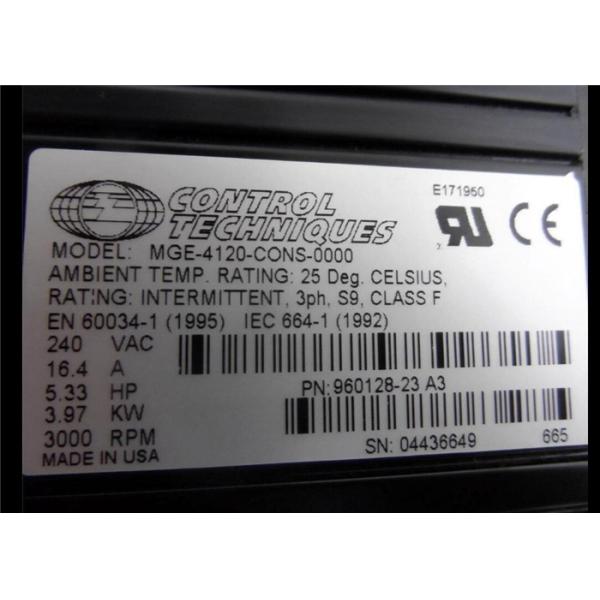 CONTROL
TECHNIQUES
E171950
MODEL: MGE-4120-CONS-0000
AMBIENT TEMP. RATING: 25 Deg. CELSIUS,
RATING: INTERMITTENT, 3ph, S9, CLASS F
EN 60034-1 (1995) IEC 664-1 (1992)
240 VAC
16.4 A
5.33 HP
3.97 KW
3000 RPM
MADE IN USA
PN: 960128-23 A3
SN: 04436649 665